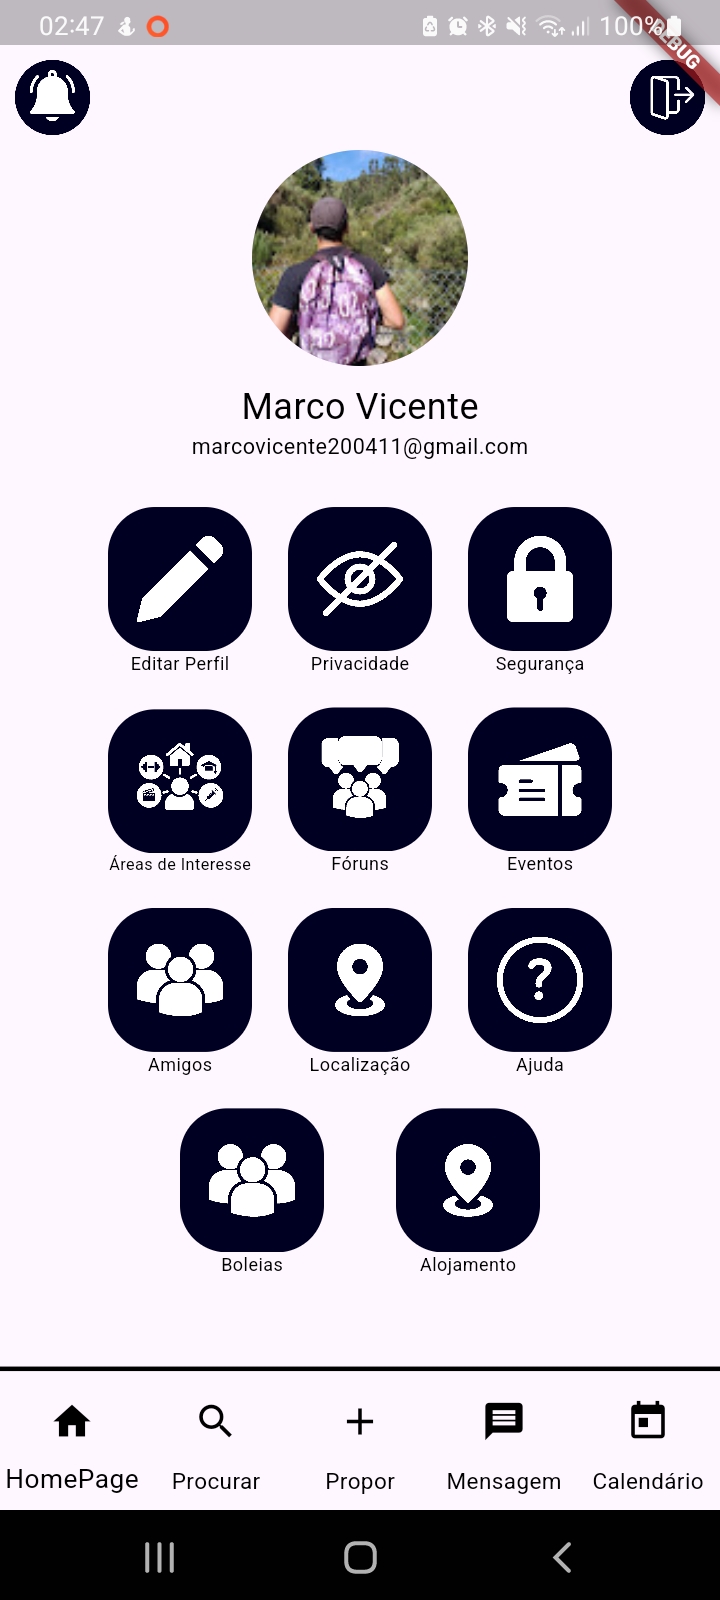 02:47 100%
DEBUG
Marco Vicente
marcovicente200411@gmail.com
Editar Perfil Privacidade Segurança
Áreas de Interesse Fóruns Eventos
Amigos Localização Ajuda
Boleias Alojamento
HomePage Procurar Propor Mensagem Calendário